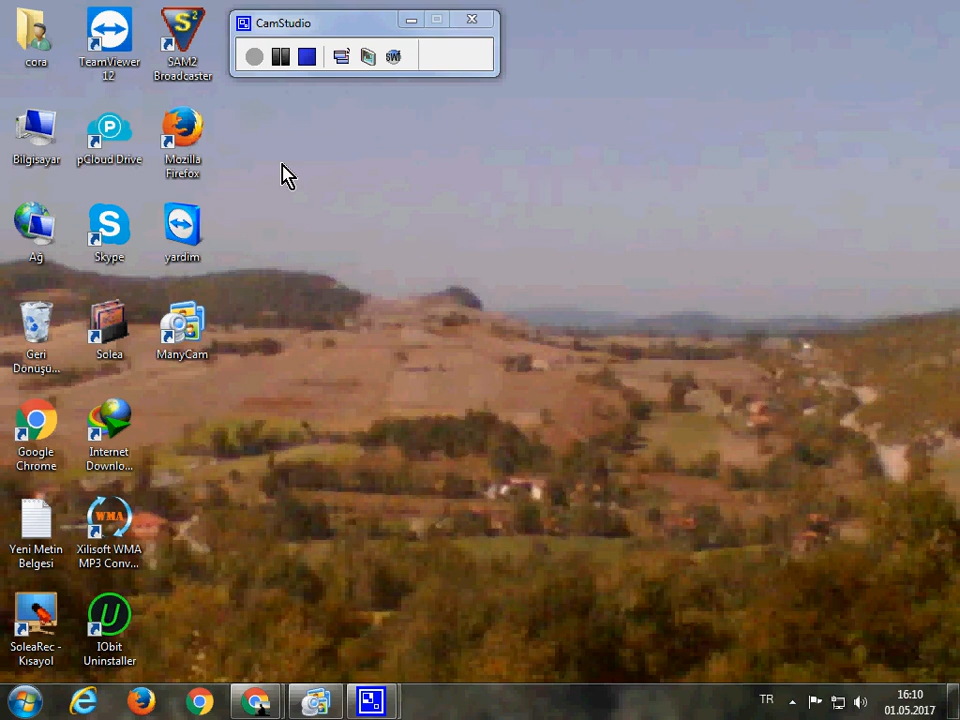 CamStudio
cora
TeamViewer
12
SAM2
Broadcaster
Bilgisayar
pCloud Drive
Mozilla
Firefox
Ağ
Skype
yardim
Geri
Dönüşü...
Solea
ManyCam
Google
Chrome
Internet
Downlo...
Yeni Metin
Belgesi
WMA
Xilisoft WMA
MP3 Conv...
SoleaRec -
Kısayol
IObit
Uninstaller
TR
16:10
01.05.2017